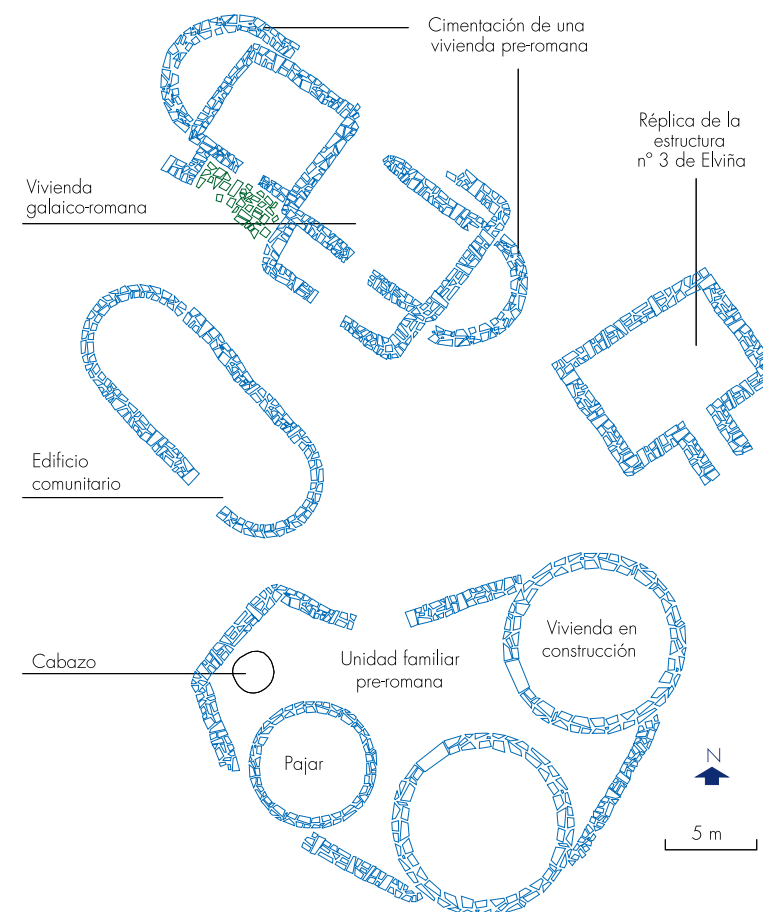 Cimentación de una
vivienda pre-romana
Réplica de la
estructura
nº 3 de Elviña
Vivienda
galaico-romana
Edificio
comunitario
Vivienda en
construcción
Cabazo
Unidad familiar
pre-romana
Pajar
N
5 m